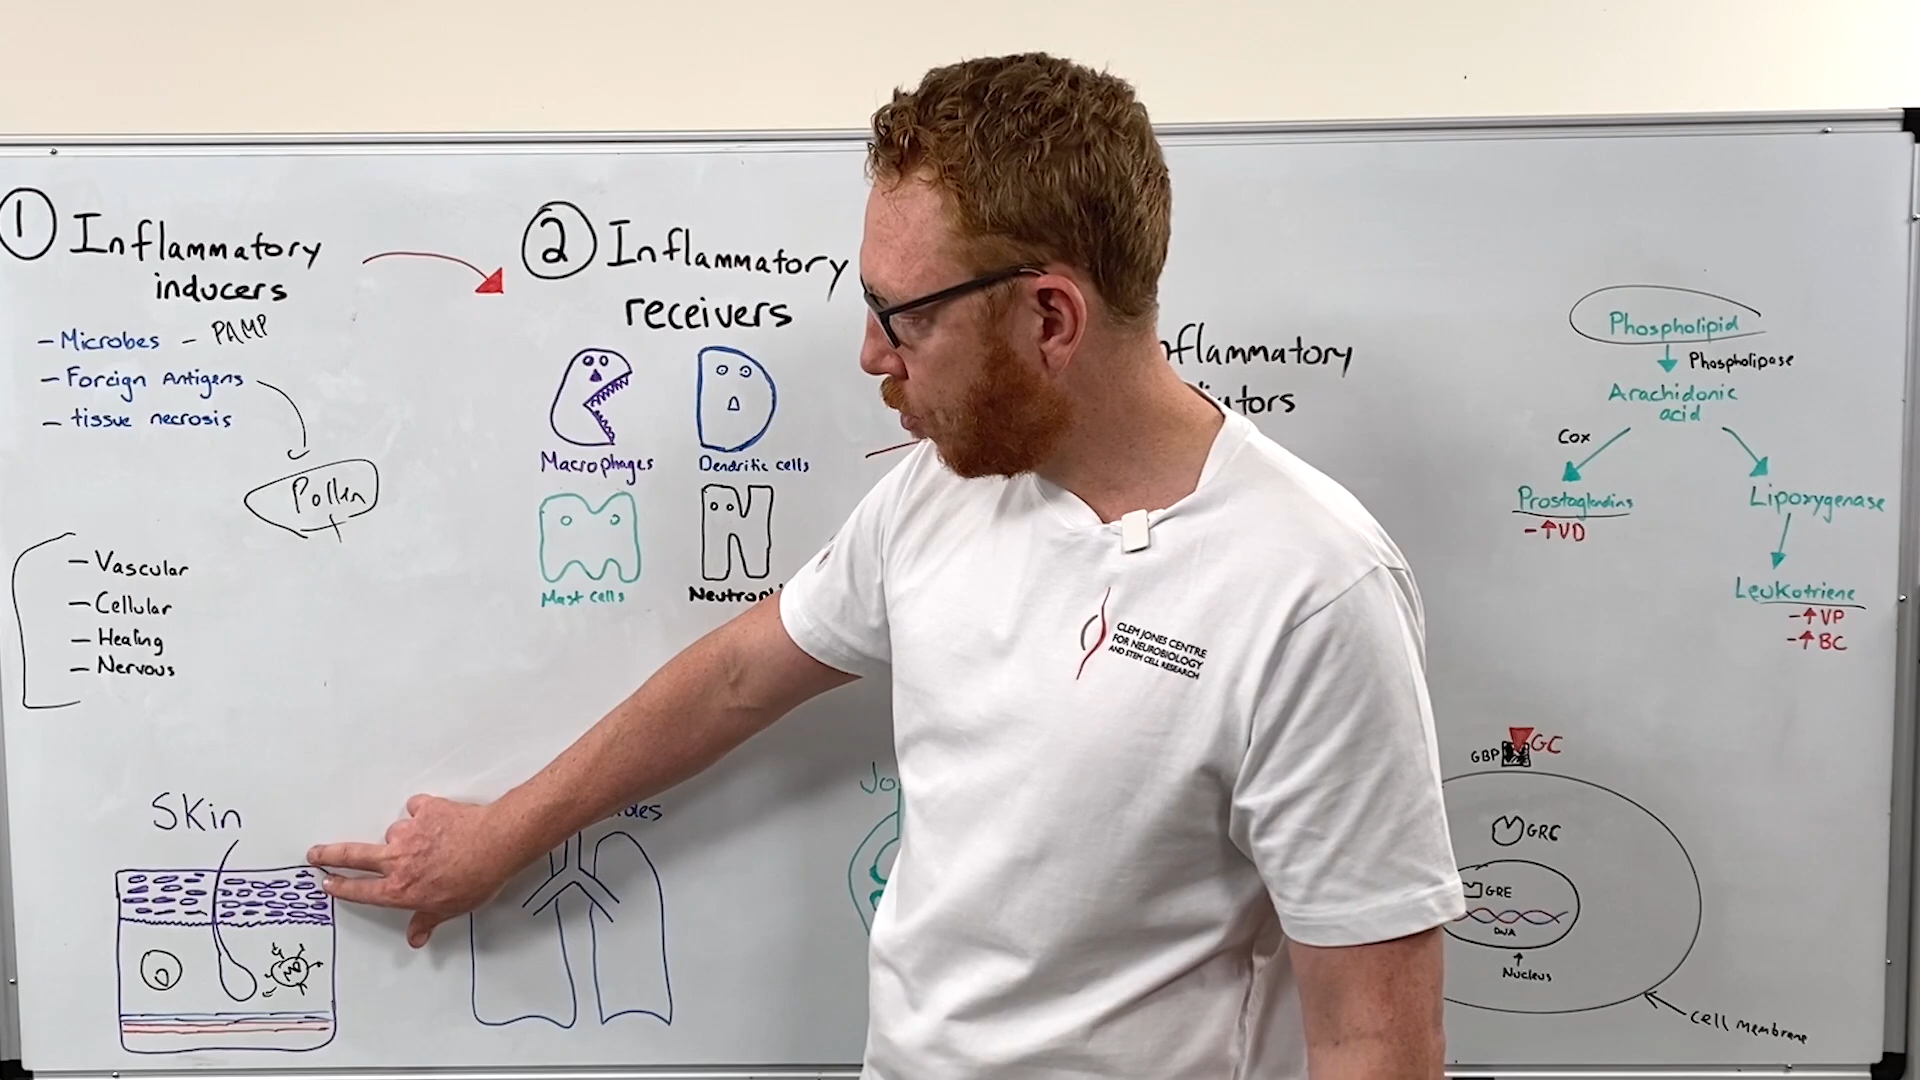 1 Inflammatory
inducers
- Microbes - PAMP
- Foreign Antigens
- tissue necrosis
Pollen
- Vascular
- Cellular
- Healing
- Nervous
Skin
2 Inflammatory
receivers
Macrophages
Dendritic cells
Mast cells
N
flammatory
CLEM JONES CENTRE
FOR NEUROBIOLOGY
AND STEM CELL RESEARCH
Phospholipid
Phospholipase
Arachidonic
acid
Cox
Prostaglandins
- ↑VD
Lipoxygenase
Leukotriene
- ↑VP
- ↑BC
GC
GBP
GRC
GRE
DNA
Nucleus
cell membrane